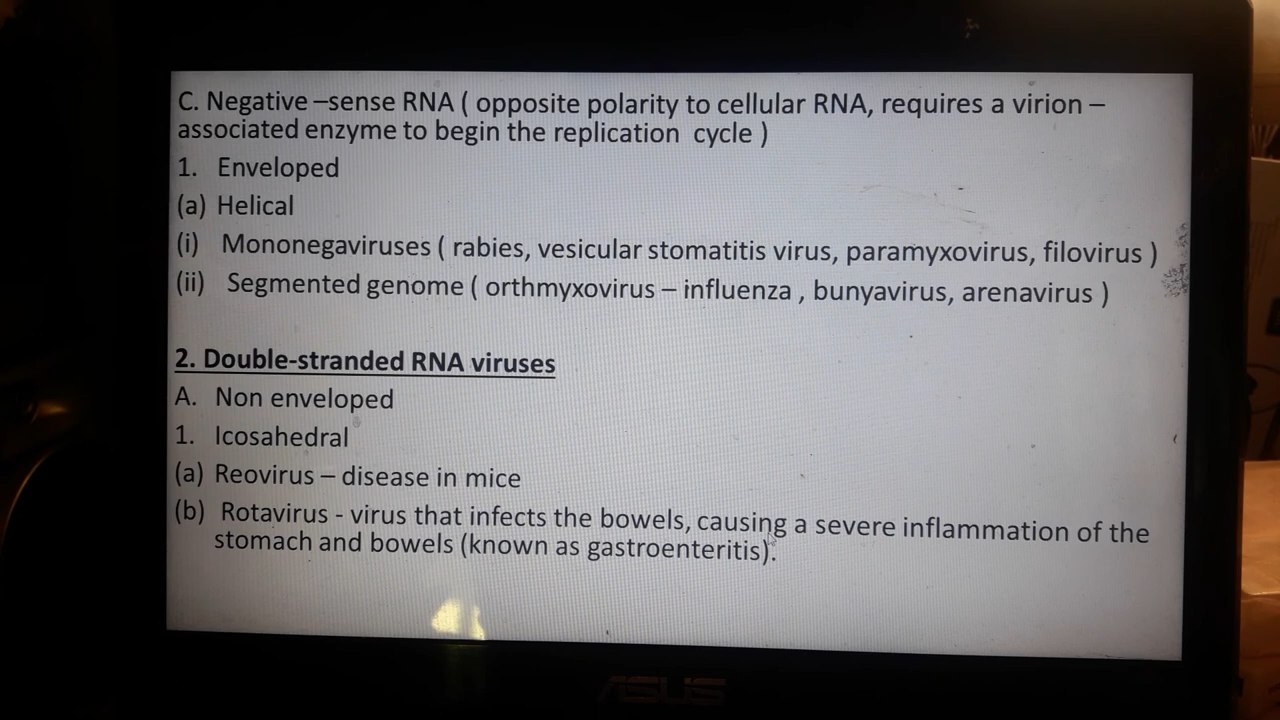 C. Negative –sense RNA ( opposite polarity to cellular RNA, requires a virion –
associated enzyme to begin the replication cycle )
1. Enveloped
(a) Helical
(i) Mononegaviruses ( rabies, vesicular stomatitis virus, paramyxovirus, filovirus )
(ii) Segmented genome ( orthmyxovirus – influenza , bunyavirus, arenavirus )
2. Double-stranded RNA viruses
A. Non enveloped
1. Icosahedral
(a) Reovirus – disease in mice
(b) Rotavirus - virus that infects the bowels, causing a severe inflammation of the
stomach and bowels (known as gastroenteritis).
ASUS